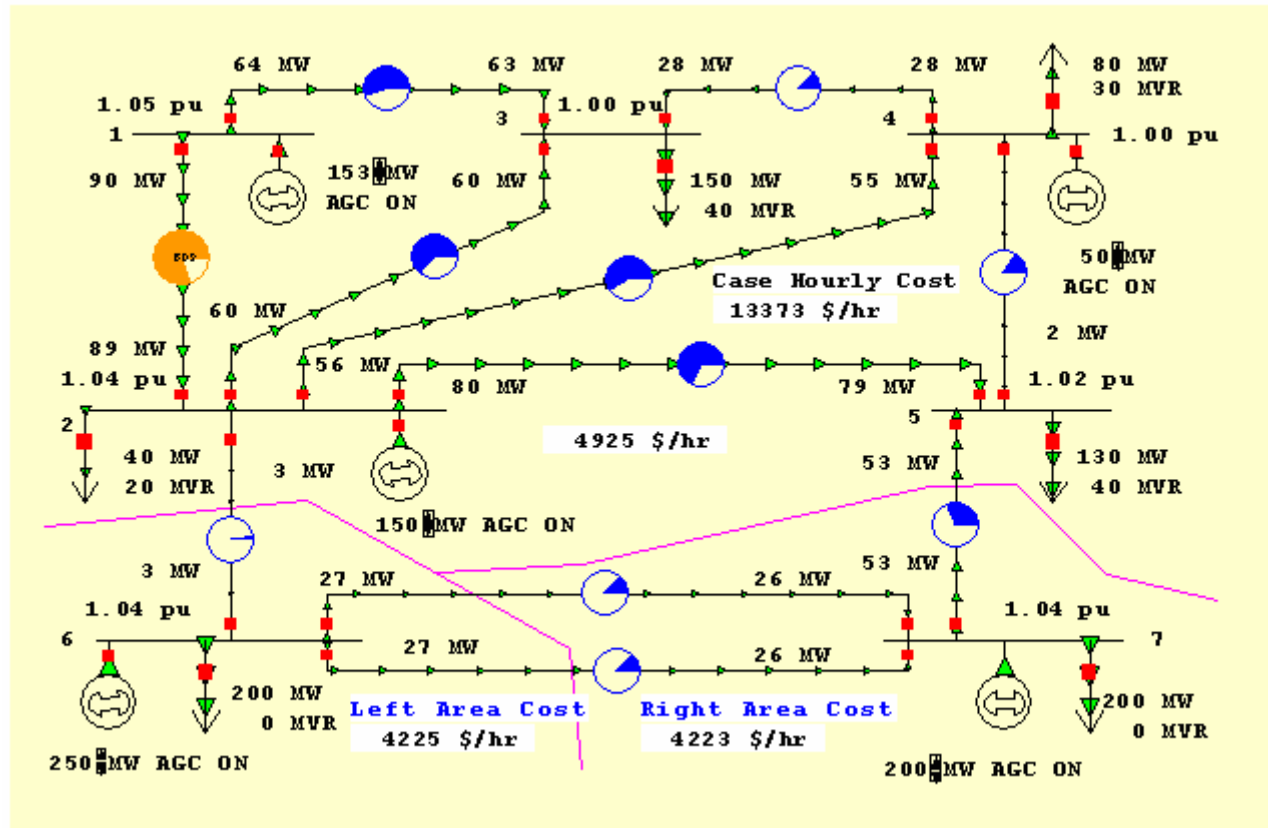 64 MW
63 MW
28 MW
28 MW
80 MW
30 MVR
1.05 pu
1.00 pu
1
3
4
1.00 pu
90 MW
153 MW
AGC ON
60 MW
150 MW
40 MVR
55 MW
50 MW
AGC ON
Case Hourly Cost
13373 $/hr
60 MW
2 MW
89 MW
56 MW
1.04 pu
80 MW
79 MW
1.02 pu
2
5
4925 $/hr
40 MW
20 MVR
3 MW
53 MW
130 MW
40 MVR
150 MW AGC ON
3 MW
27 MW
26 MW
53 MW
1.04 pu
1.04 pu
6
27 MW
26 MW
7
200 MW
0 MVR
Left Area Cost
4225 $/hr
Right Area Cost
4223 $/hr
200 MW
0 MVR
250 MW AGC ON
200 MW AGC ON